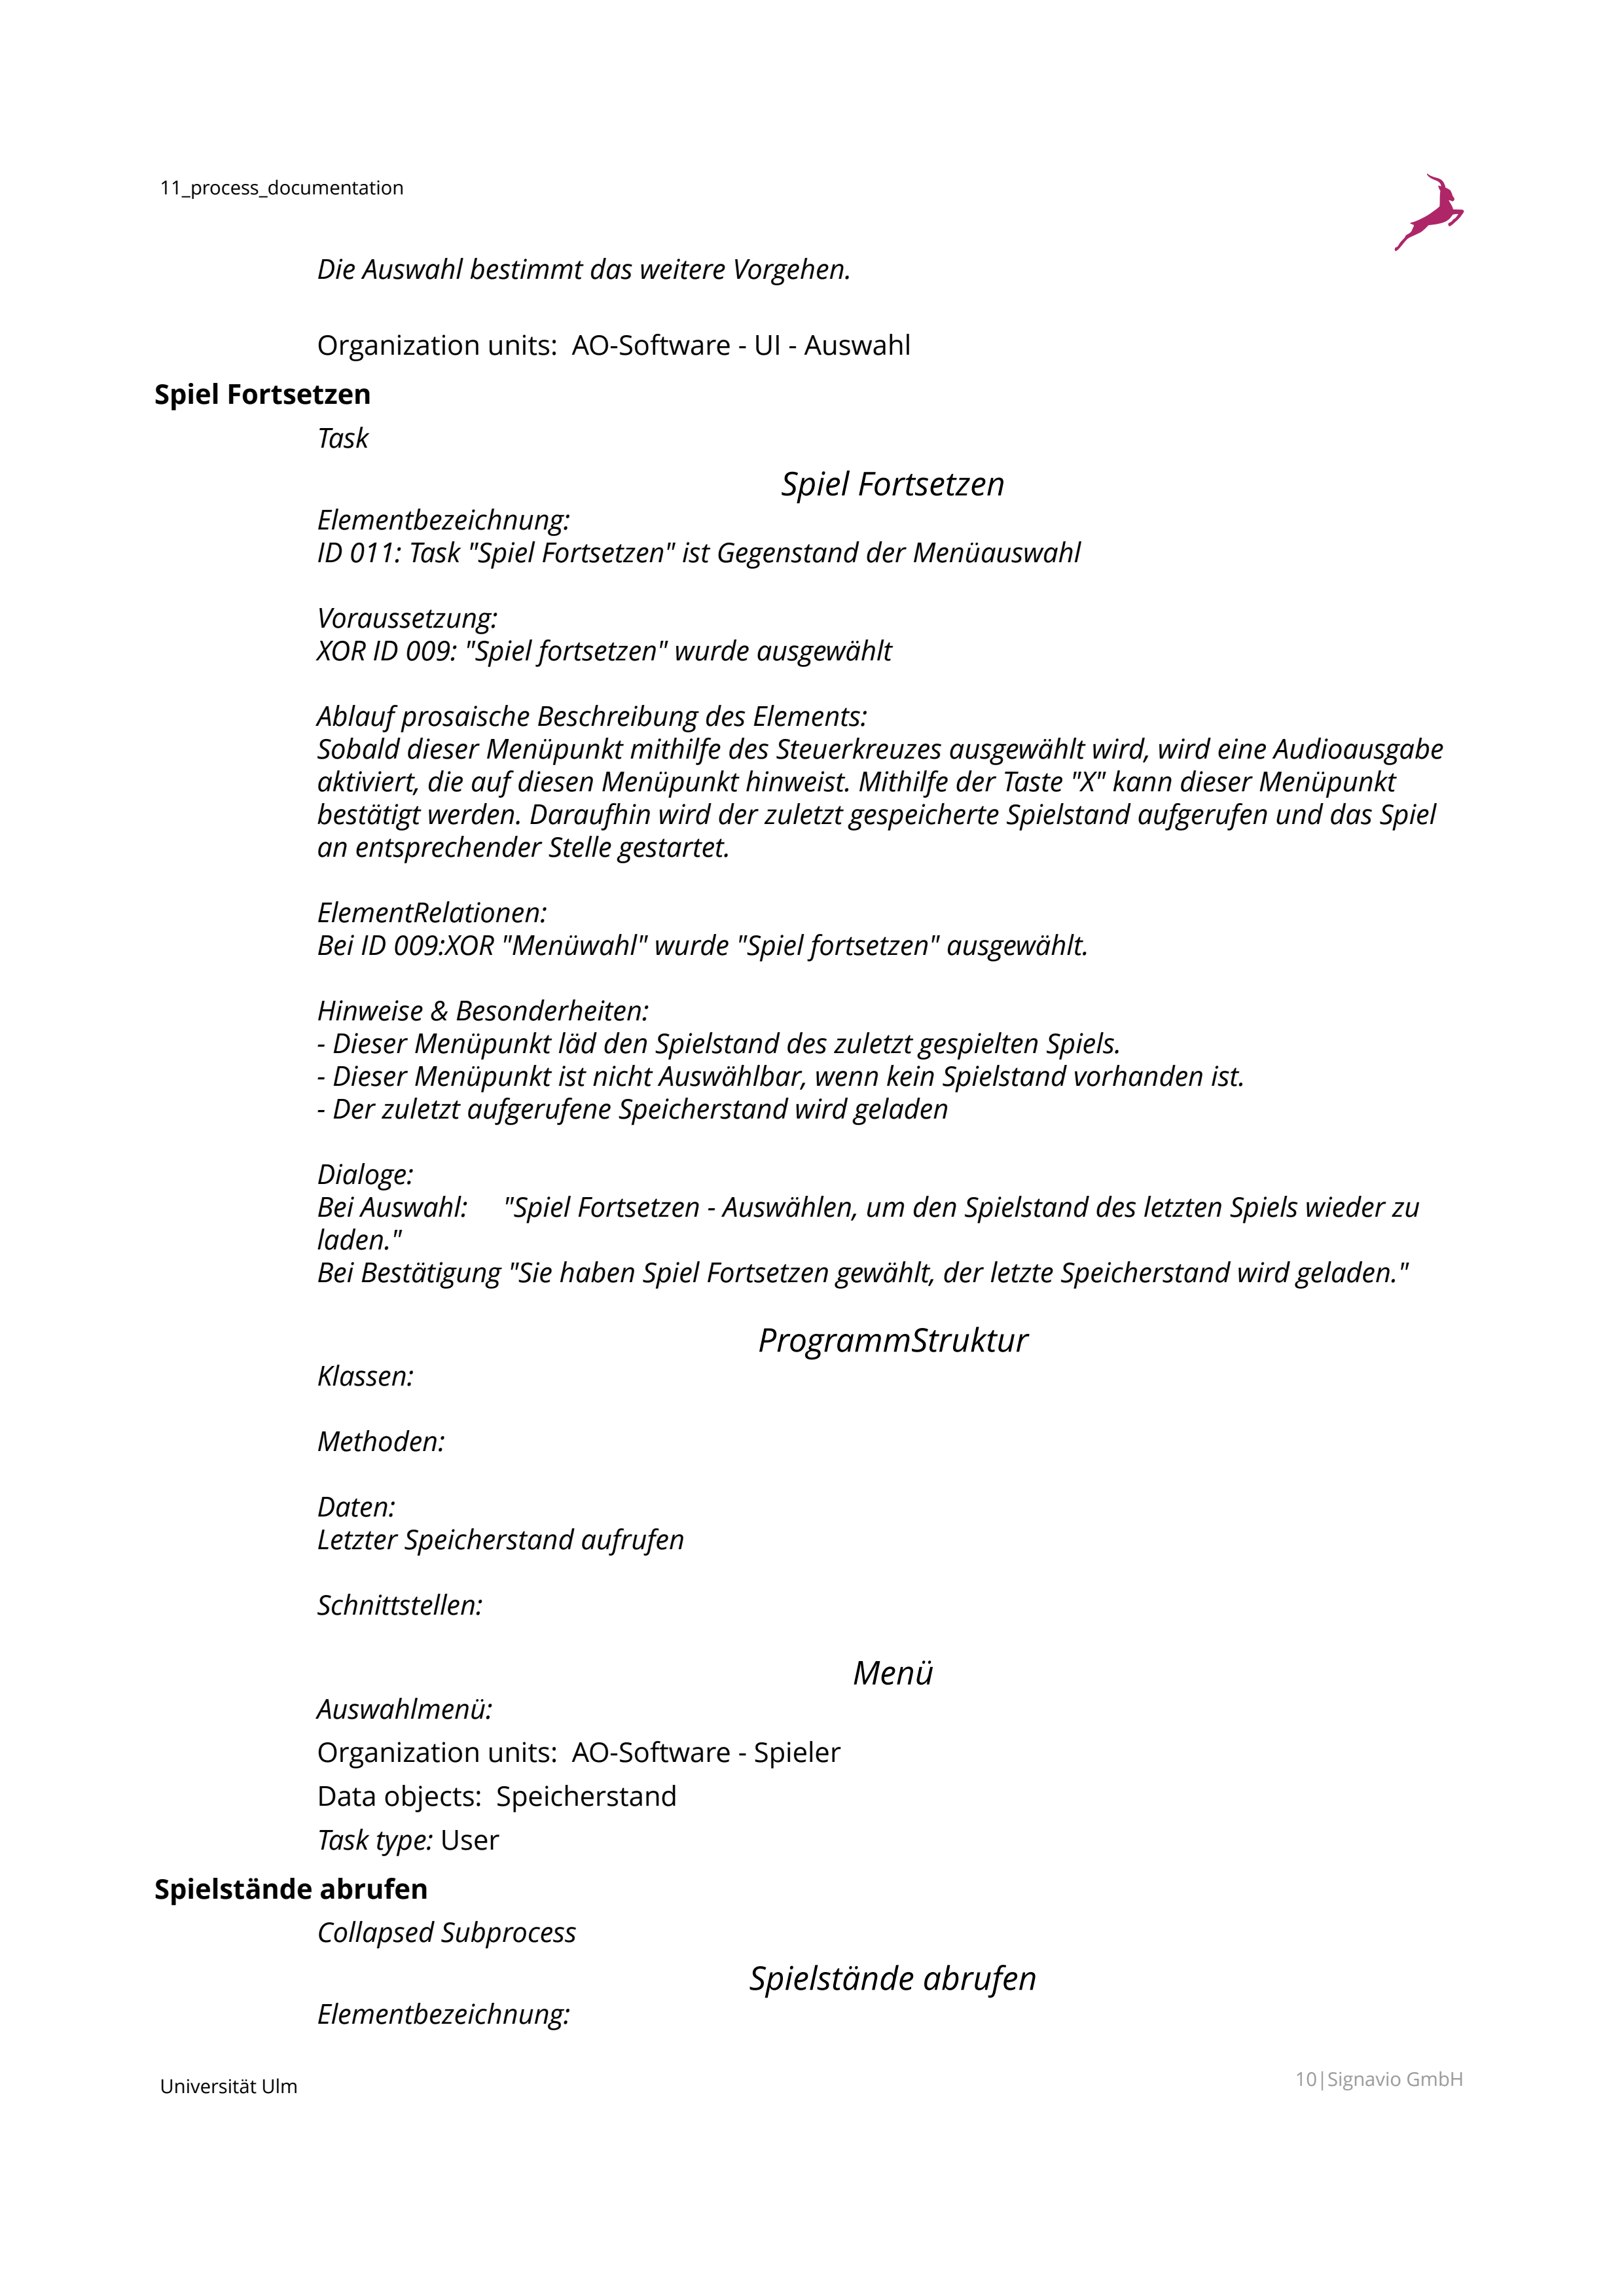 11_process_documentation
Die Auswahl bestimmt das weitere Vorgehen.
Organization units:  AO-Software - UI - Auswahl
Spiel Fortsetzen
Task
Spiel Fortsetzen
Elementbezeichnung:
ID 011: Task "Spiel Fortsetzen" ist Gegenstand der Menüauswahl
Voraussetzung:
XOR ID 009: "Spiel fortsetzen" wurde ausgewählt
Ablauf prosaische Beschreibung des Elements:
Sobald dieser Menüpunkt mithilfe des Steuerkreuzes ausgewählt wird, wird eine Audioausgabe
aktiviert, die auf diesen Menüpunkt hinweist. Mithilfe der Taste "X" kann dieser Menüpunkt
bestätigt werden. Daraufhin wird der zuletzt gespeicherte Spielstand aufgerufen und das Spiel
an entsprechender Stelle gestartet.
ElementRelationen:
Bei ID 009:XOR "Menüwahl" wurde "Spiel fortsetzen" ausgewählt.
Hinweise & Besonderheiten:
- Dieser Menüpunkt läd den Spielstand des zuletzt gespielten Spiels.
- Dieser Menüpunkt ist nicht Auswählbar, wenn kein Spielstand vorhanden ist.
- Der zuletzt aufgerufene Speicherstand wird geladen
Dialoge:
Bei Auswahl:     "Spiel Fortsetzen - Auswählen, um den Spielstand des letzten Spiels wieder zu
laden."
Bei Bestätigung "Sie haben Spiel Fortsetzen gewählt, der letzte Speicherstand wird geladen."
ProgrammStruktur
Klassen:
Methoden:
Daten:
Letzter Speicherstand aufrufen
Schnittstellen:
Menü
Auswahlmenü:
Organization units:  AO-Software - Spieler
Data objects:  Speicherstand
Task type: User
Spielstände abrufen
Collapsed Subprocess
Spielstände abrufen
Elementbezeichnung:
Universität Ulm
10|Signavio GmbH